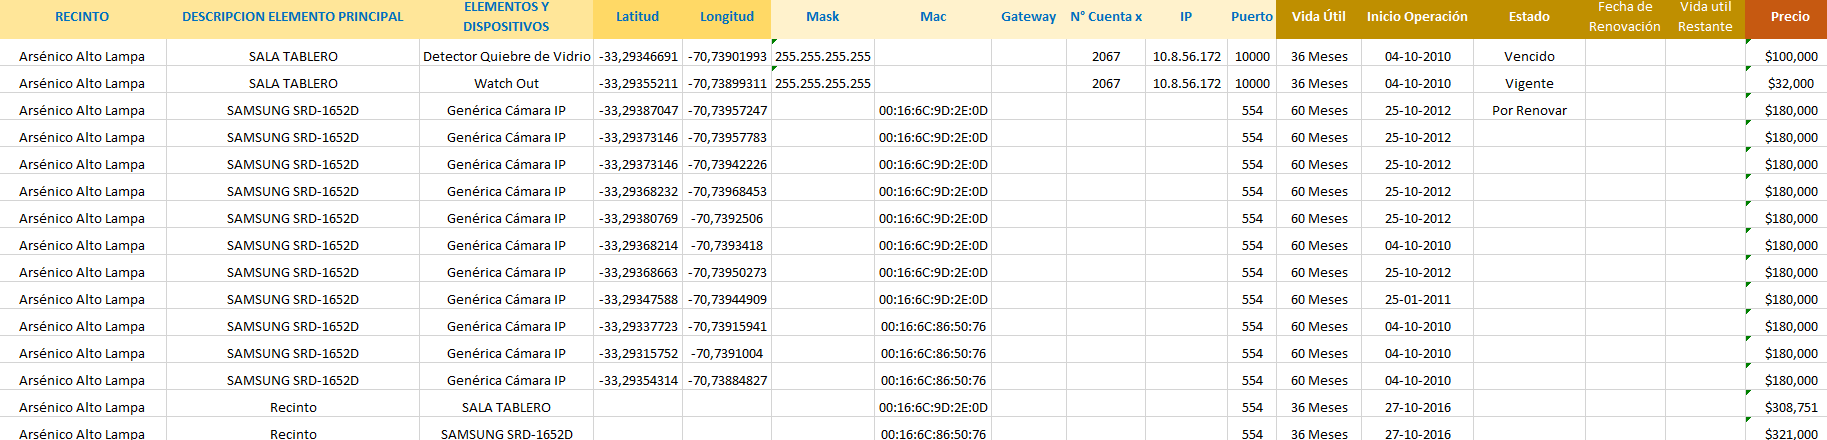 RECINTO DESCRIPCION ELEMENTO PRINCIPAL ELEMENTOS Y DISPOSITIVOS Latitud Longitud Mask Mac Gateway N° Cuenta x IP Puerto Vida Útil Inicio Operación Estado Fecha de Renovación Vida util Restante Precio
Arsénico Alto Lampa SALA TABLERO Detector Quiebre de Vidrio -33,29346691 -70,73901993 255.255.255.255 2067 10.8.56.172 10000 36 Meses 04-10-2010 Vencido $100,000
Arsénico Alto Lampa SALA TABLERO Watch Out -33,29355211 -70,73899311 255.255.255.255 2067 10.8.56.172 10000 36 Meses 04-10-2010 Vigente $32,000
Arsénico Alto Lampa SAMSUNG SRD-1652D Genérica Cámara IP -33,29387047 -70,73957247 00:16:6C:9D:2E:0D 554 60 Meses 25-10-2012 Por Renovar $180,000
Arsénico Alto Lampa SAMSUNG SRD-1652D Genérica Cámara IP -33,29373146 -70,73957783 00:16:6C:9D:2E:0D 554 60 Meses 25-10-2012 $180,000
Arsénico Alto Lampa SAMSUNG SRD-1652D Genérica Cámara IP -33,29373146 -70,73942226 00:16:6C:9D:2E:0D 554 60 Meses 25-10-2012 $180,000
Arsénico Alto Lampa SAMSUNG SRD-1652D Genérica Cámara IP -33,29368232 -70,73968453 00:16:6C:9D:2E:0D 554 60 Meses 25-10-2012 $180,000
Arsénico Alto Lampa SAMSUNG SRD-1652D Genérica Cámara IP -33,29380769 -70,7392506 00:16:6C:9D:2E:0D 554 60 Meses 25-10-2012 $180,000
Arsénico Alto Lampa SAMSUNG SRD-1652D Genérica Cámara IP -33,29368214 -70,7393418 00:16:6C:9D:2E:0D 554 60 Meses 04-10-2010 $180,000
Arsénico Alto Lampa SAMSUNG SRD-1652D Genérica Cámara IP -33,29368663 -70,73950273 00:16:6C:9D:2E:0D 554 60 Meses 25-10-2012 $180,000
Arsénico Alto Lampa SAMSUNG SRD-1652D Genérica Cámara IP -33,29347588 -70,73944909 00:16:6C:9D:2E:0D 554 60 Meses 25-01-2011 $180,000
Arsénico Alto Lampa SAMSUNG SRD-1652D Genérica Cámara IP -33,29337723 -70,73915941 00:16:6C:86:50:76 554 60 Meses 04-10-2010 $180,000
Arsénico Alto Lampa SAMSUNG SRD-1652D Genérica Cámara IP -33,29315752 -70,7391004 00:16:6C:86:50:76 554 60 Meses 04-10-2010 $180,000
Arsénico Alto Lampa SAMSUNG SRD-1652D Genérica Cámara IP -33,29354314 -70,73884827 00:16:6C:86:50:76 554 60 Meses 04-10-2010 $180,000
Arsénico Alto Lampa Recinto SALA TABLERO 00:16:6C:9D:2E:0D 554 36 Meses 27-10-2016 $308,751
Arsénico Alto Lampa Recinto SAMSUNG SRD-1652D 00:16:6C:86:50:76 554 36 Meses 27-10-2016 $321,000